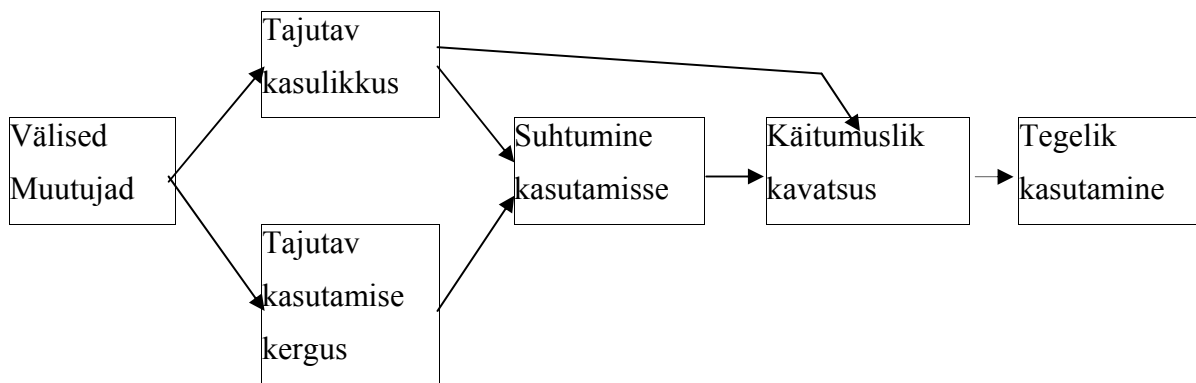 Tajutav
kasulikkus
Välised
Muutujad
Suhtumine
kasutamisse
Käitumuslik
kavatsus
Tegelik
kasutamine
Tajutav
kasutamise
kergus